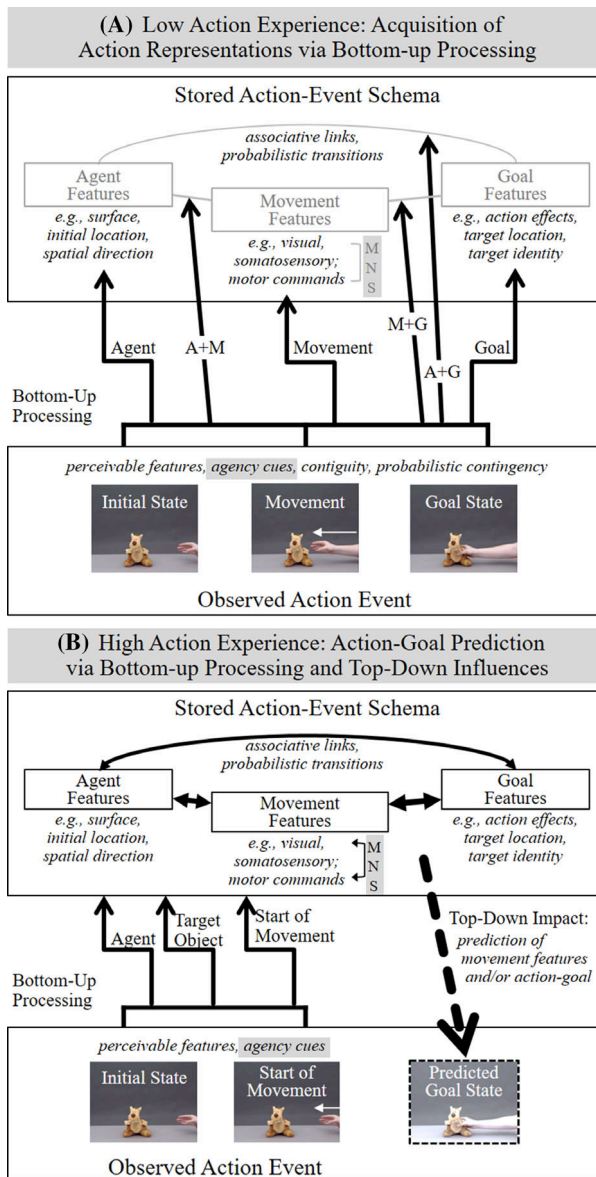 (A) Low Action Experience: Acquisition of
Action Representations via Bottom-up Processing
Stored Action-Event Schema
associative links,
probabilistic transitions
Agent
Features
Goal
Features
Movement
Features
e.g., surface,
initial location,
spatial direction
e.g., visual,
somatosensory;
motor commands
M
N
S
e.g., action effects,
target location,
target identity
Agent
A+M
Movement
M+G
A+G
Goal
Bottom-Up
Processing
perceivable features, agency cues, contiguity, probabilistic contingency
Initial State
Movement
Goal State
Observed Action Event
(B) High Action Experience: Action-Goal Prediction
via Bottom-up Processing and Top-Down Influences
Stored Action-Event Schema
associative links,
probabilistic transitions
Agent
Features
Goal
Features
Movement
Features
e.g., surface,
initial location,
spatial direction
e.g., visual,
somatosensory;
motor commands
M
N
S
e.g., action effects,
target location,
target identity
Agent
Target
Object
Start of
Movement
Top-Down Impact:
prediction of
movement features
and/or action-goal
Bottom-Up
Processing
perceivable features, agency cues
Initial State
Start of
Movement
Predicted
Goal State
Observed Action Event